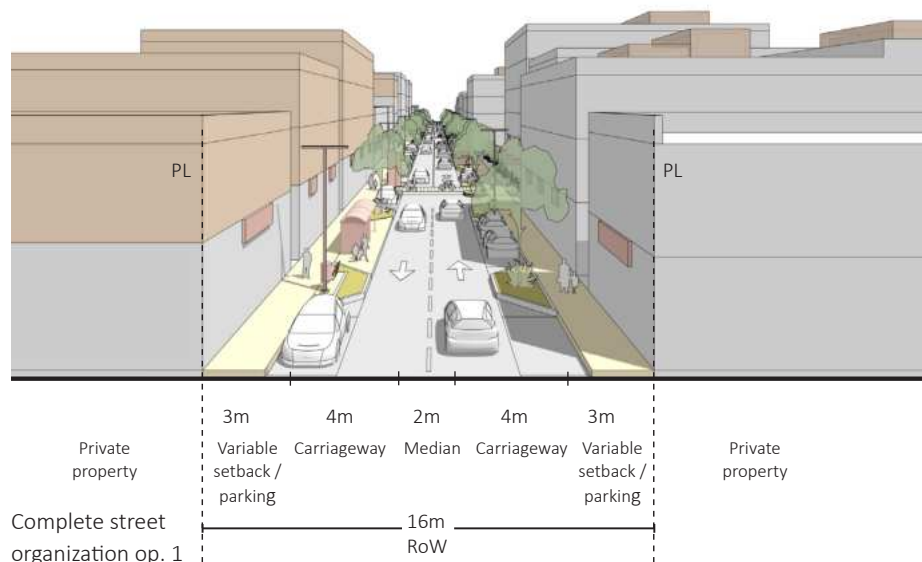 PL
PL
3m
4m
2m
4m
3m
Private
property
Variable
setback /
parking
Carriageway
Median
Carriageway
Variable
setback /
parking
Private
property
Complete street
organization op. 1
16m
RoW